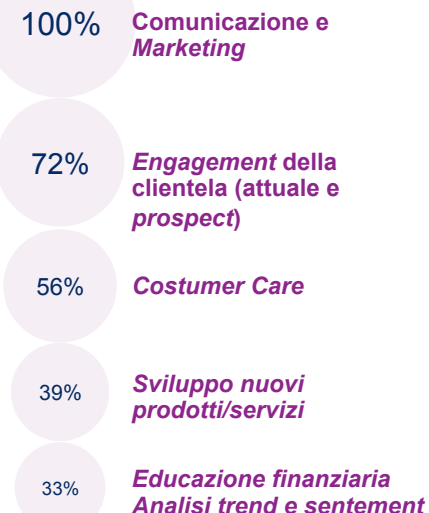 100%
Comunicazione e
Marketing
72%
Engagement della
clientela (attuale e
prospect)
56%
Costumer Care
39%
Sviluppo nuovi
prodotti/servizi
33%
Educazione finanziaria
Analisi trend e sentement